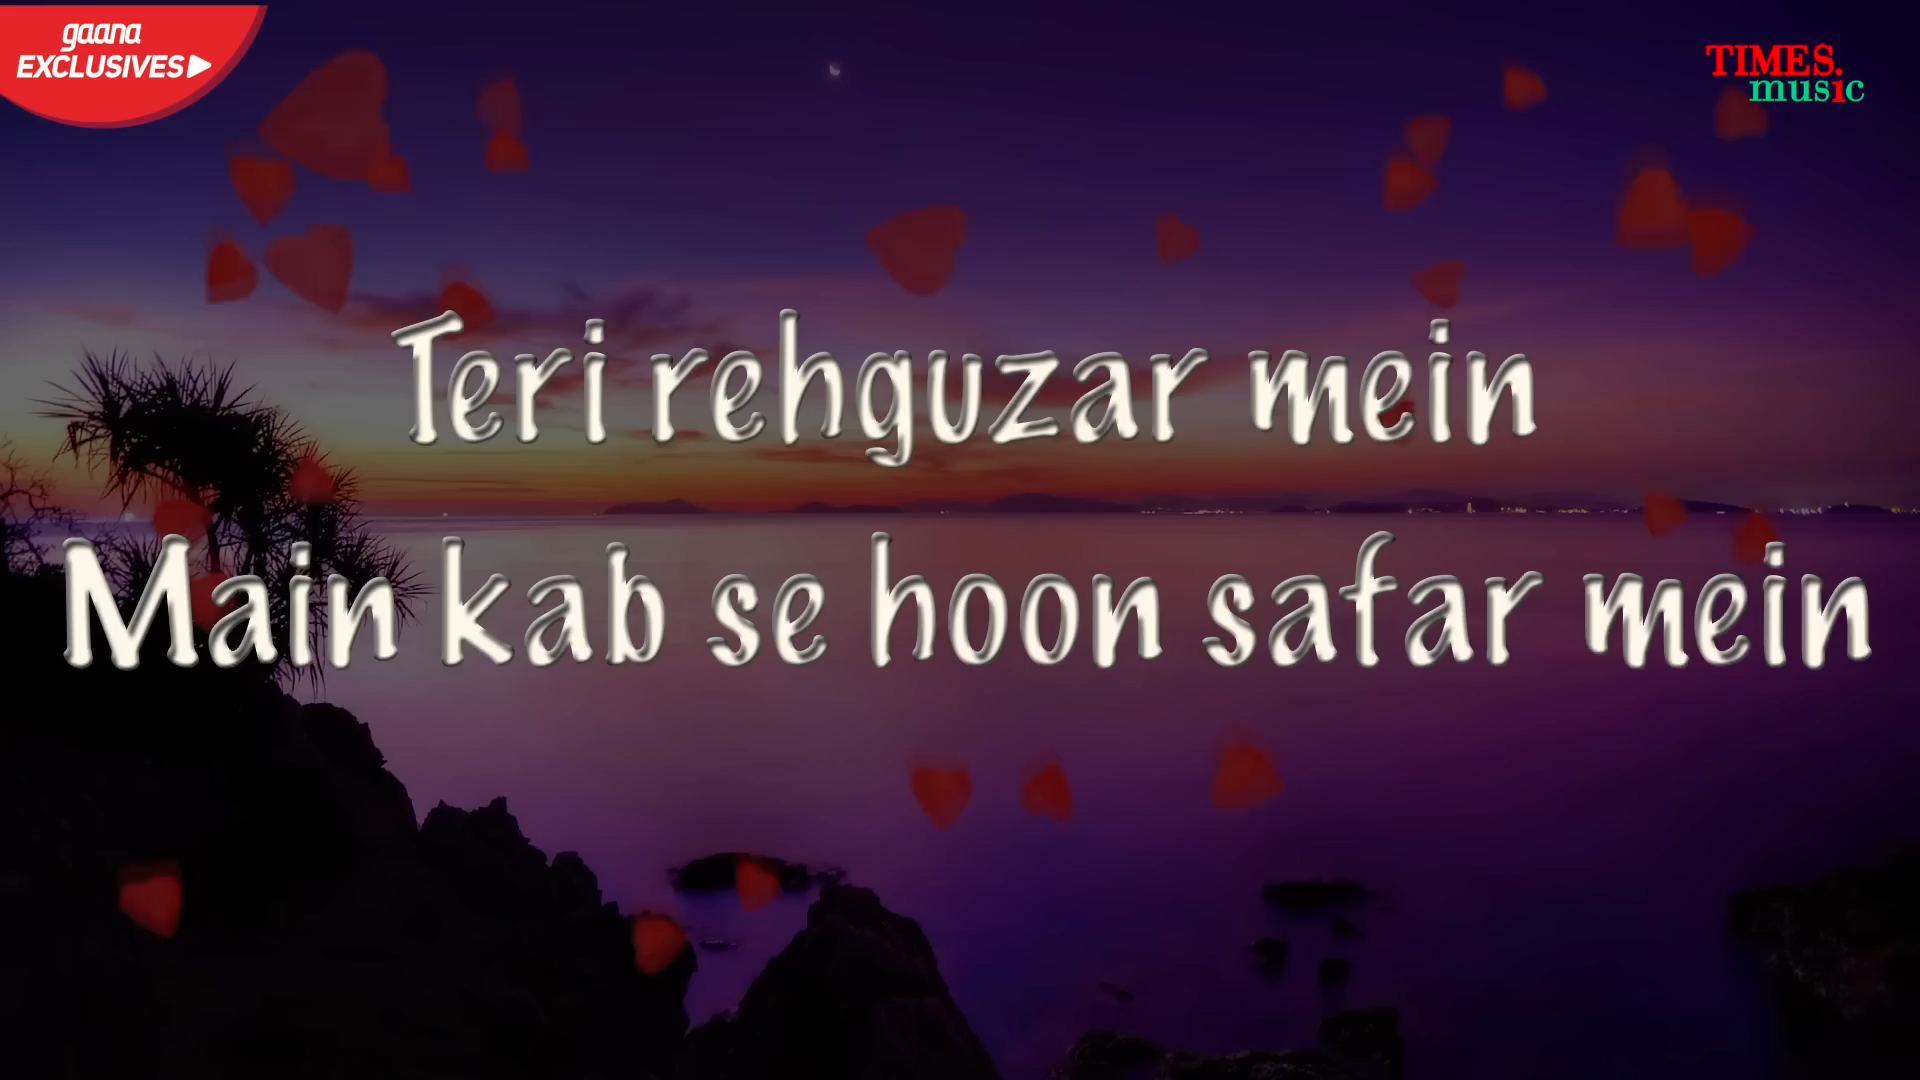 gaana
EXCLUSIVES
TIMES.
music
Teri rehguzar mein
Main kab se hoon safar mein